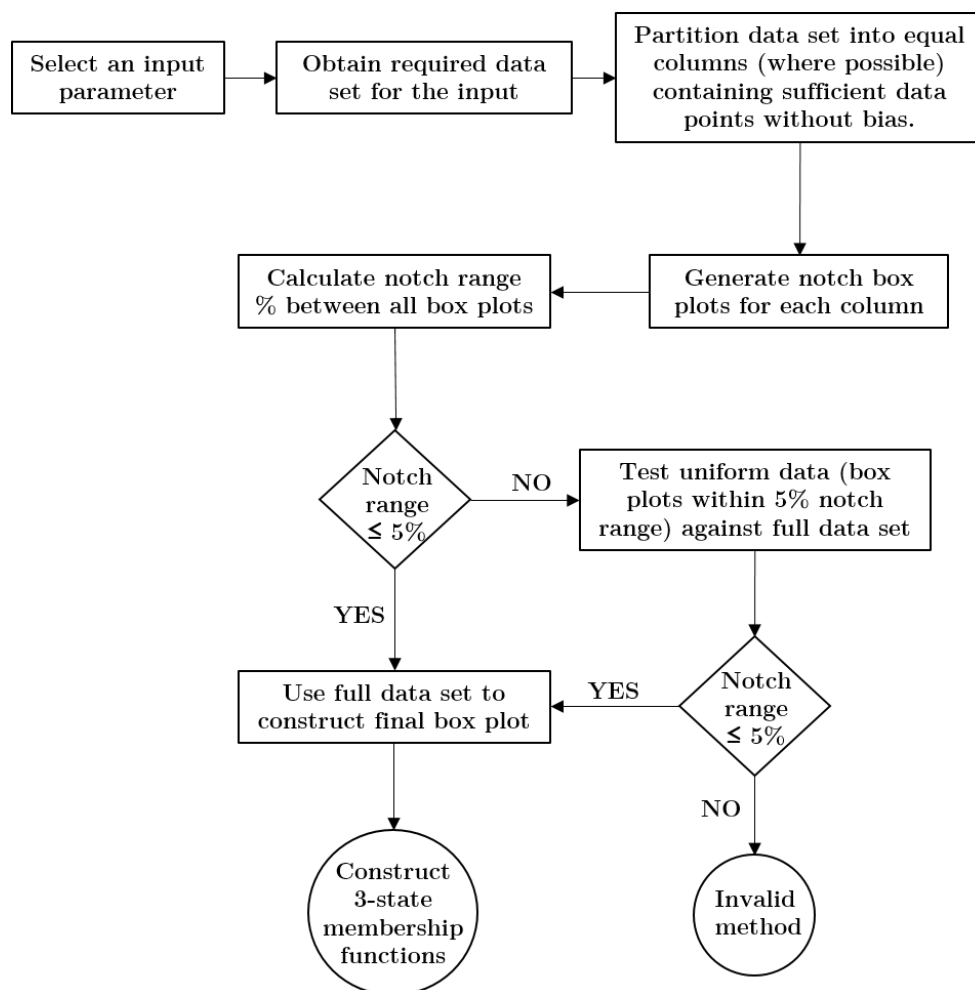 Select an input
parameter
Obtain required data
set for the input
Partition data set into equal
columns (where possible)
containing sufficient data
points without bias.
Calculate notch range
% between all box plots
Generate notch box
plots for each column
Notch
range
≤ 5%
NO
Test uniform data (box
plots within 5% notch
range) against full data set
YES
Use full data set to
construct final box plot
YES
Notch
range
≤ 5%
NO
Construct
3-state
membership
functions
Invalid
method